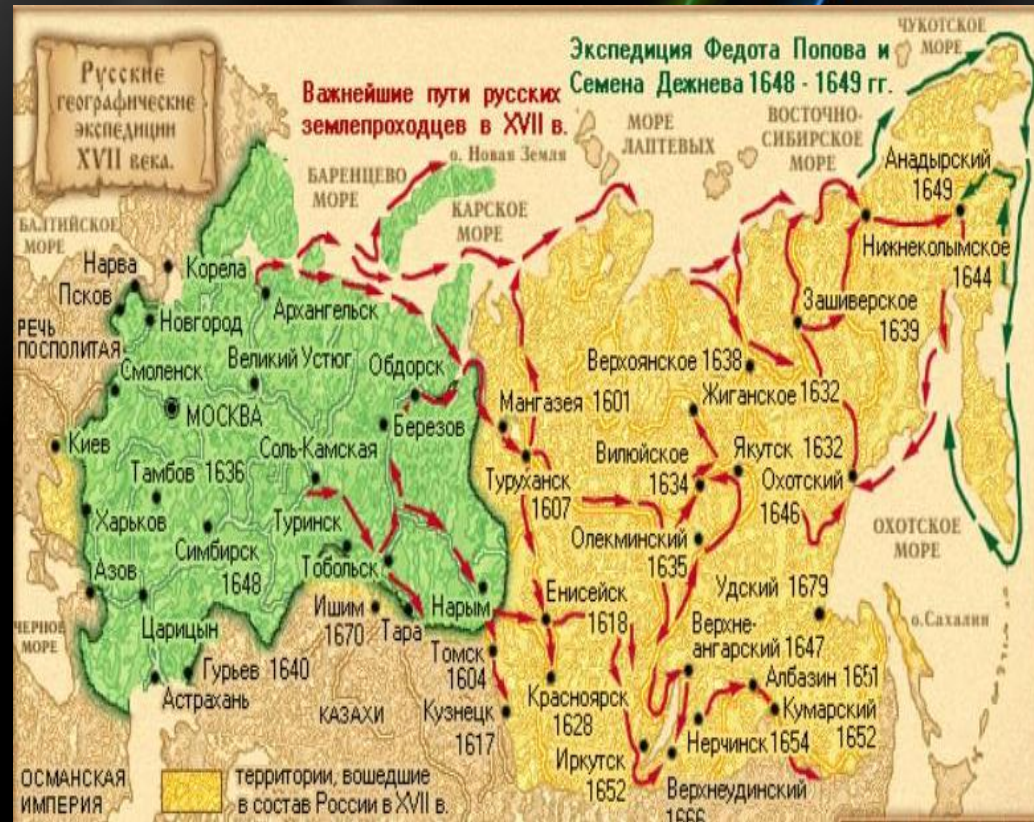 Русские
географические
экспедиции
XVII века.
Важнейшие пути русских
землепроходцев в XVII в.
Экспедиция Федота Попова и
Семена Дежнева 1648 - 1649 гг.
ЧУКОТСКОЕ
МОРЕ
ВОСТОЧНО-
СИБИРСКОЕ
МОРЕ
МОРЕ
ЛАПТЕВЫХ
о. Новая Земля
БАРЕНЦЕВО
МОРЕ
КАРСКОЕ
МОРЕ
БАЛТИЙСКОЕ
МОРЕ
Анадырский
1649
Нижнеколымское
1644
Зашиверское
1639
Нарва
Корела
Псков
Новгород
Архангельск
РЕЧЬ
ПОСПОЛИТАЯ
Смоленск
Великий Устюг
Обдорск
МОСКВА
Березов
Киев
Соль-Камская
Тамбов 1636
Харьков
Туринск
Симбирск
1648
Тобольск
Азов
Ишим
1670
Тара
Нарым
ЧЕРНОЕ
МОРЕ
Царицын
Гурьев 1640
Астрахань
КАЗАХИ
Верхоянское 1638
Жиганское 1632
Мангазея 1601
Туруханск
1607
Вилюйское
1634
Якутск 1632
Охотский
1646
Олекминский
1635
ОХОТСКОЕ
МОРЕ
Удский 1679
Енисейск
1618
Верхне-
ангарский 1647
о.Сахалин
Томск
1604
Красноярск
1628
Албазин 1651
Кумарский
1652
Кузнецк
1617
Нерчинск 1654
Иркутск
1652
Верхнеудинский
1666
ОСМАНСКАЯ
ИМПЕРИЯ
территории, вошедшие
в состав России в XVII в.